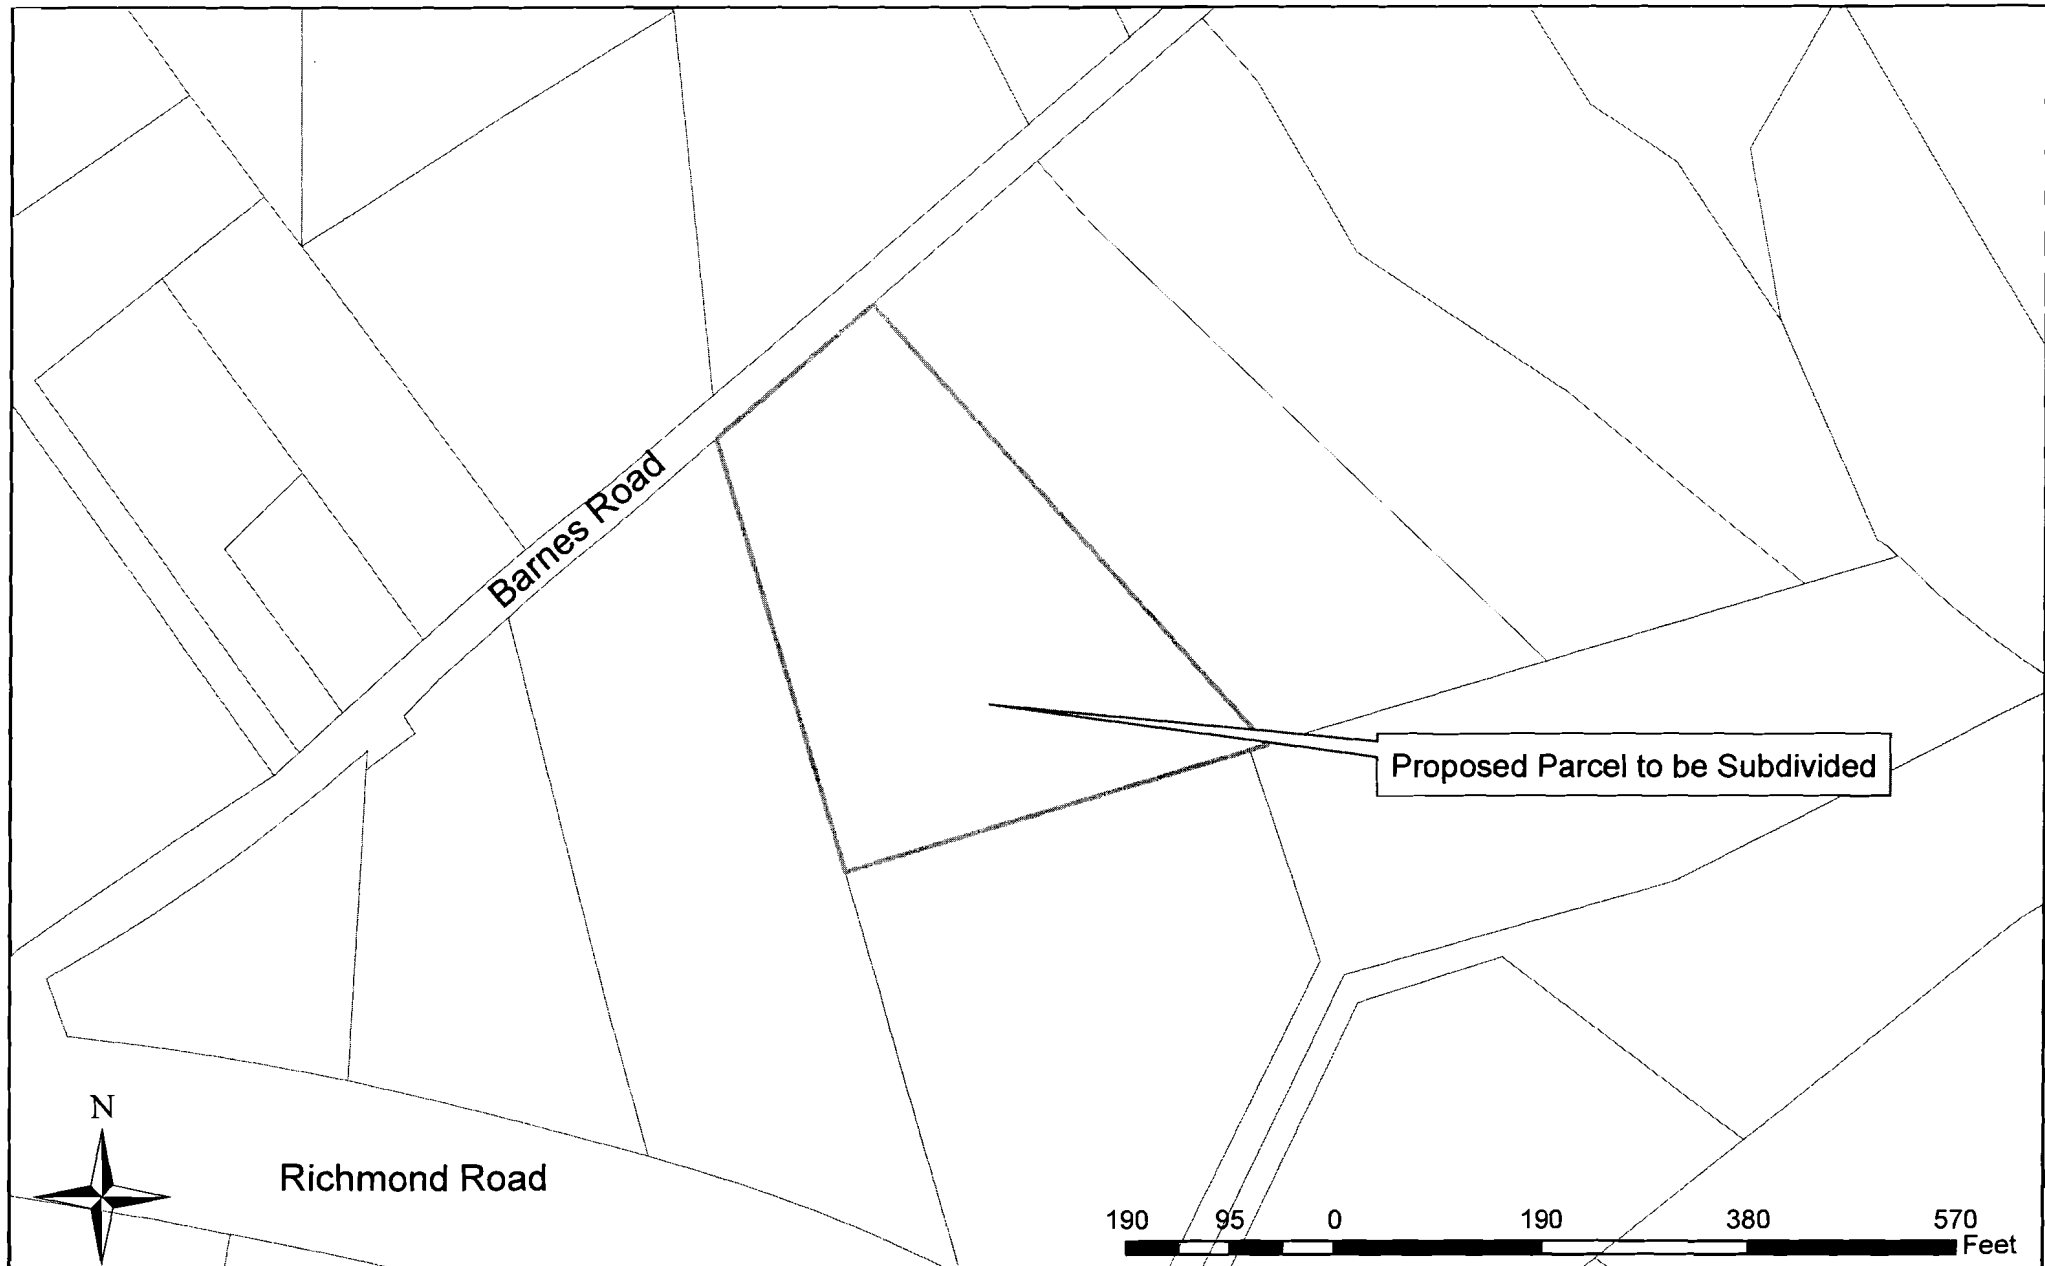 Barnes Road
Proposed Parcel to be Subdivided
N
Richmond Road
190 95 0 190 380 570
Feet